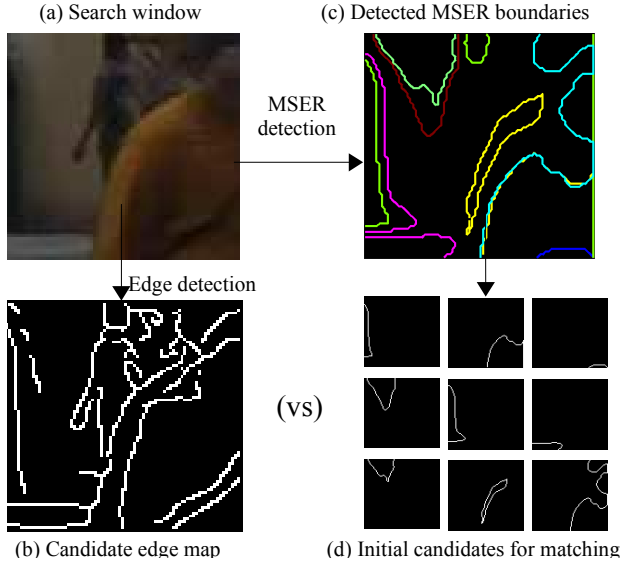 (a) Search window
(c) Detected MSER boundaries
MSER
detection
Edge detection
(vs)
(b) Candidate edge map
(d) Initial candidates for matching